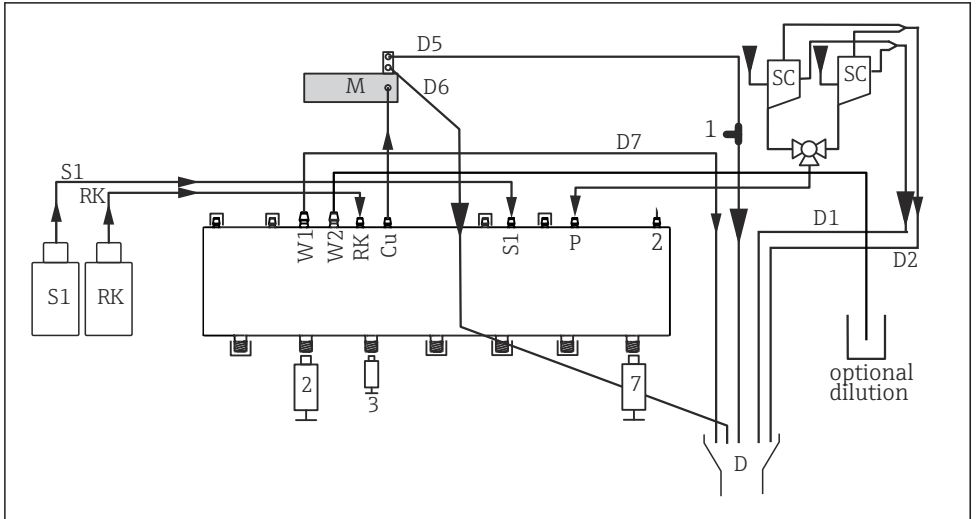 D5
SC
SC
M
D6
1
D7
S1
RK
D1
W1
W2
RK
Cu
S1
P
2
D2
S1
RK
optional
dilution
2
3
7
D